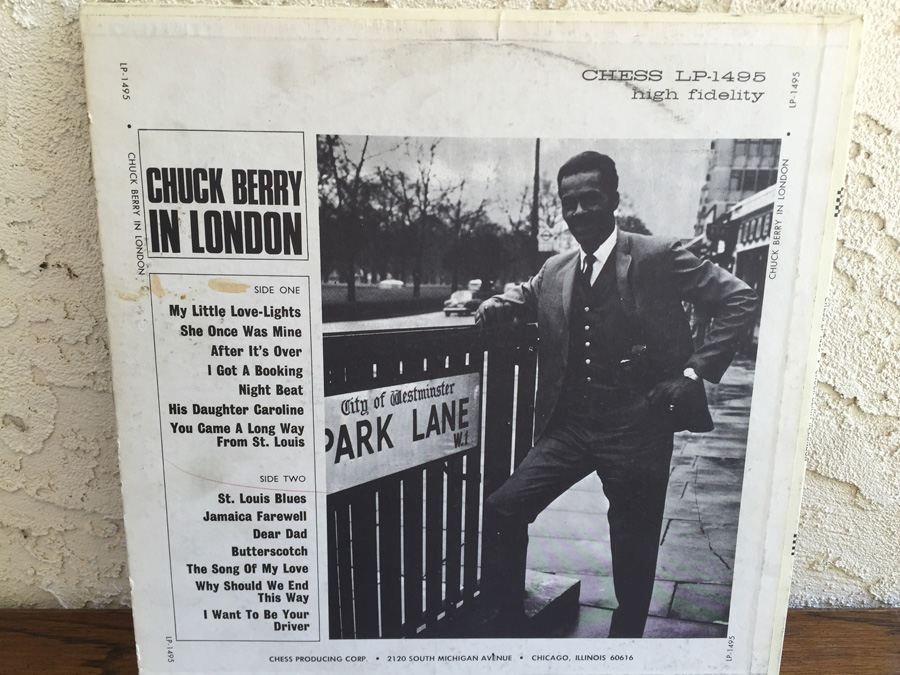 CHESS LP-1495
high fidelity
LP-1495
LP-1495
• CHUCK BERRY IN LONDON
• CHUCK BERRY IN LONDON
CHUCK BERRY
IN LONDON
SIDE ONE
My Little Love-Lights
She Once Was Mine
After It's Over
I Got A Booking
Night Beat
His Daughter Caroline
You Came A Long Way
From St. Louis
SIDE TWO
St. Louis Blues
Jamaica Farewell
Dear Dad
Butterscotch
The Song Of My Love
Why Should We End
This Way
I Want To Be Your
Driver
City of Westminster
PARK LANE
W.1
LP-1495
LP-1495
CHESS PRODUCING CORP. • 2120 SOUTH MICHIGAN AVENUE • CHICAGO, ILLINOIS 60616